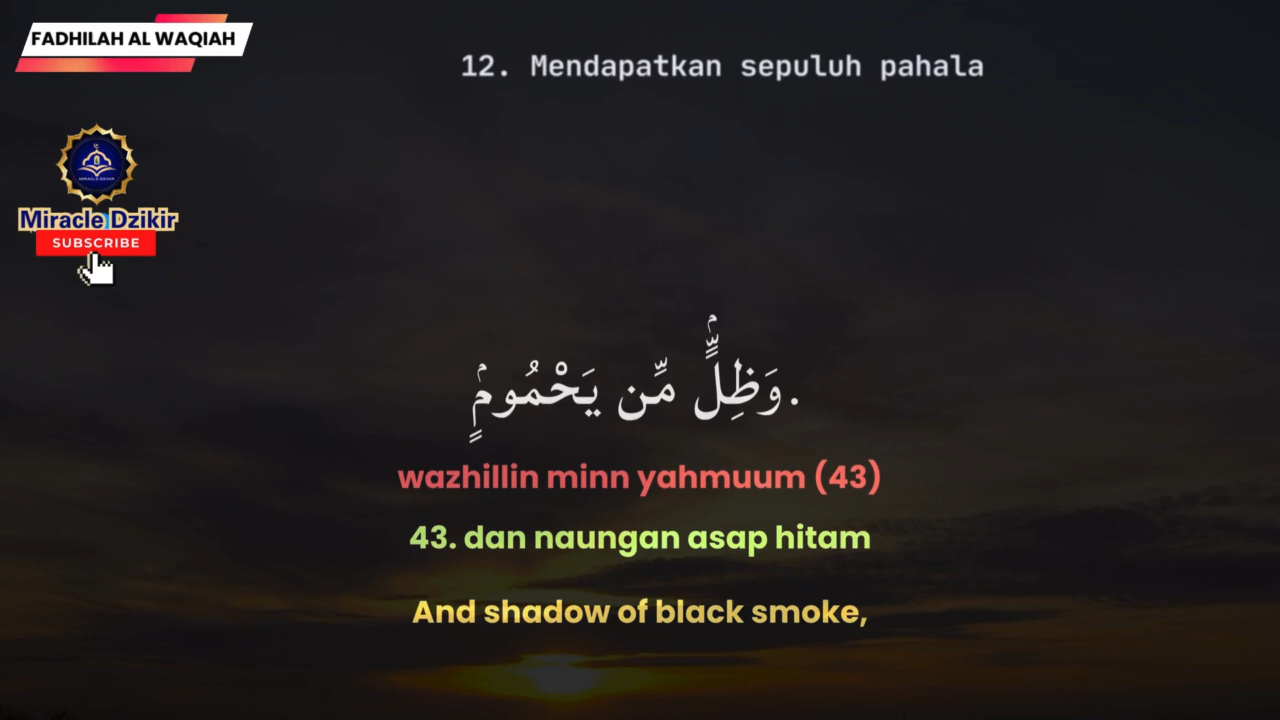 FADHILAH AL WAQIAH
12. Mendapatkan sepuluh pahala
Miracle Dzikir
SUBSCRIBE
وَظِلٍّۢ مِّن يَحْمُومٍۢ.
wazhillin minn yahmuum (43)
43. dan naungan asap hitam
And shadow of black smoke,